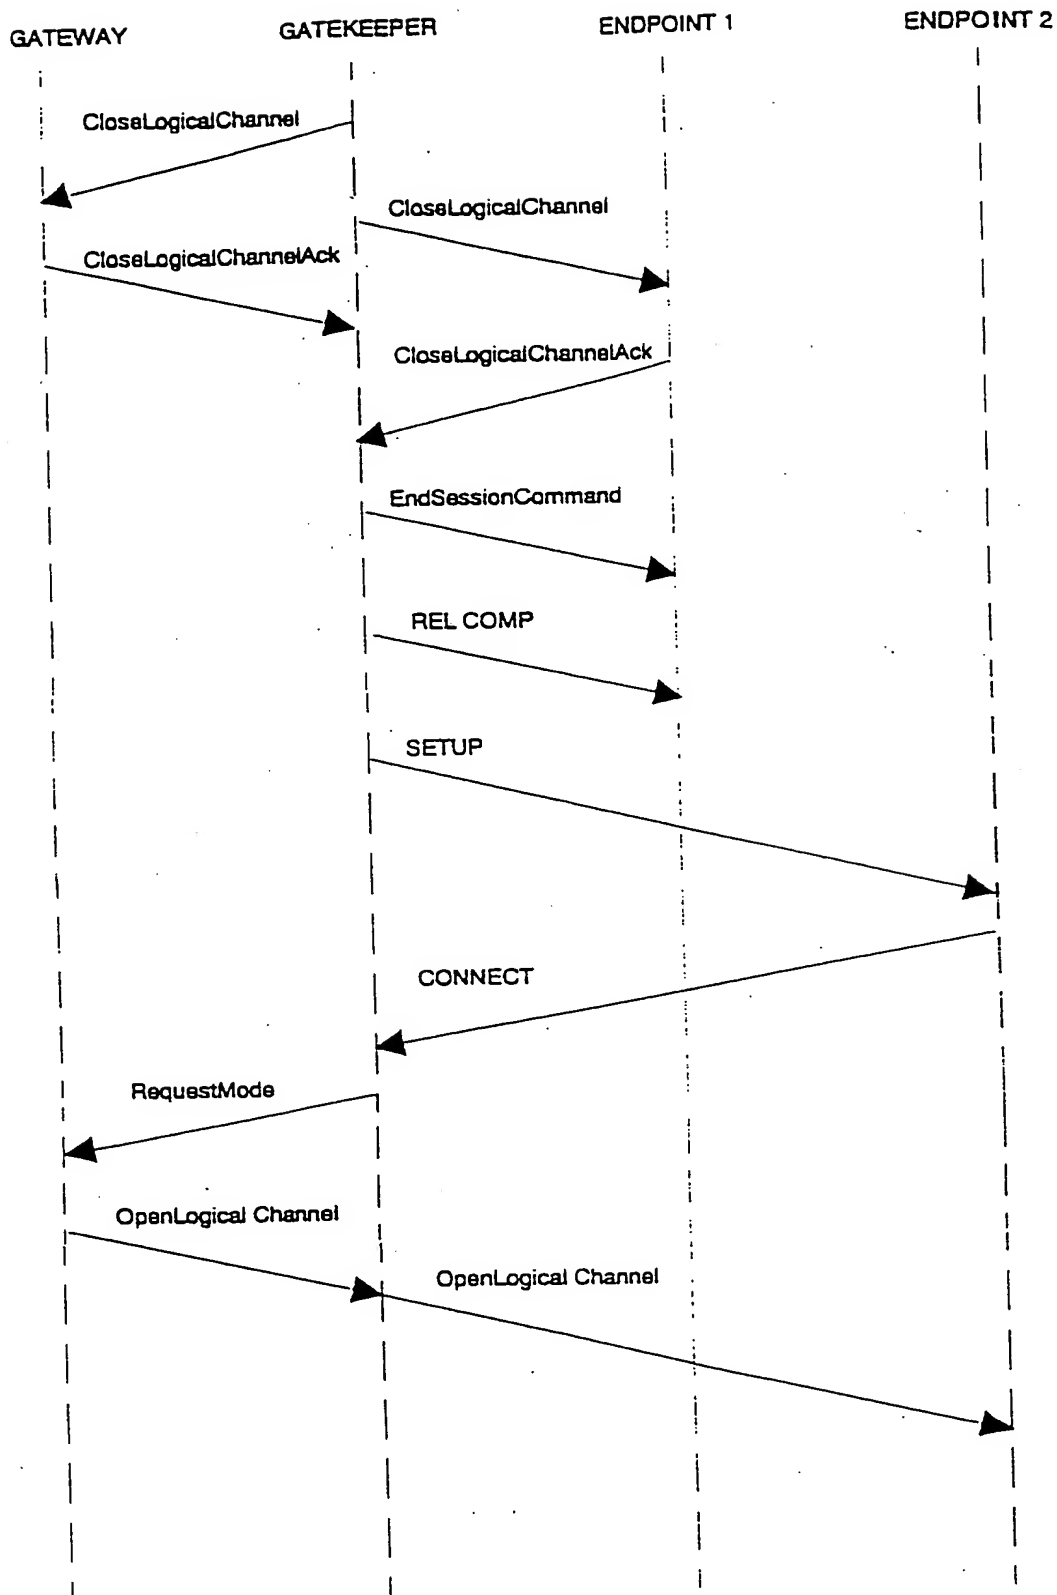 GATEWAY
GATEKEEPER
ENDPOINT 1
ENDPOINT 2
CloseLogicalChannel
CloseLogicalChannel
CloseLogicalChannelAck
CloseLogicalChannelAck
EndSessionCommand
REL COMP
SETUP
CONNECT
RequestMode
OpenLogical Channel
OpenLogical Channel